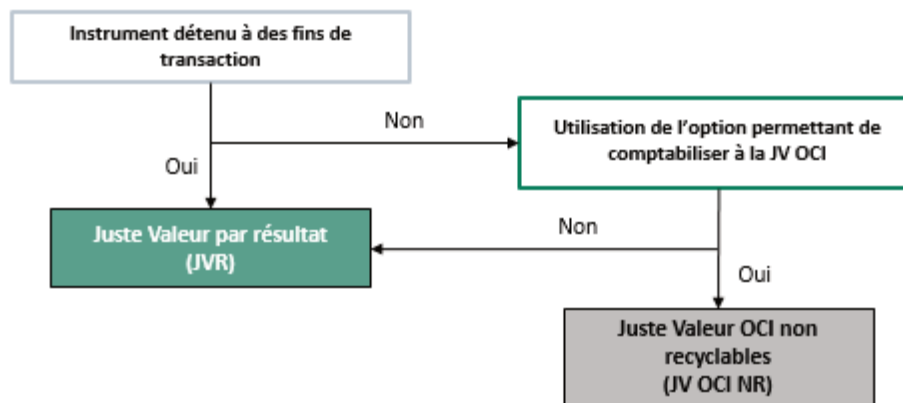 Instrument détenu à des fins de
transaction
Non
Utilisation de l’option permettant de
comptabiliser à la JV OCI
Oui
Juste Valeur par résultat
(JVR)
Non
Oui
Juste Valeur OCI non
recyclables
(JV OCI NR)